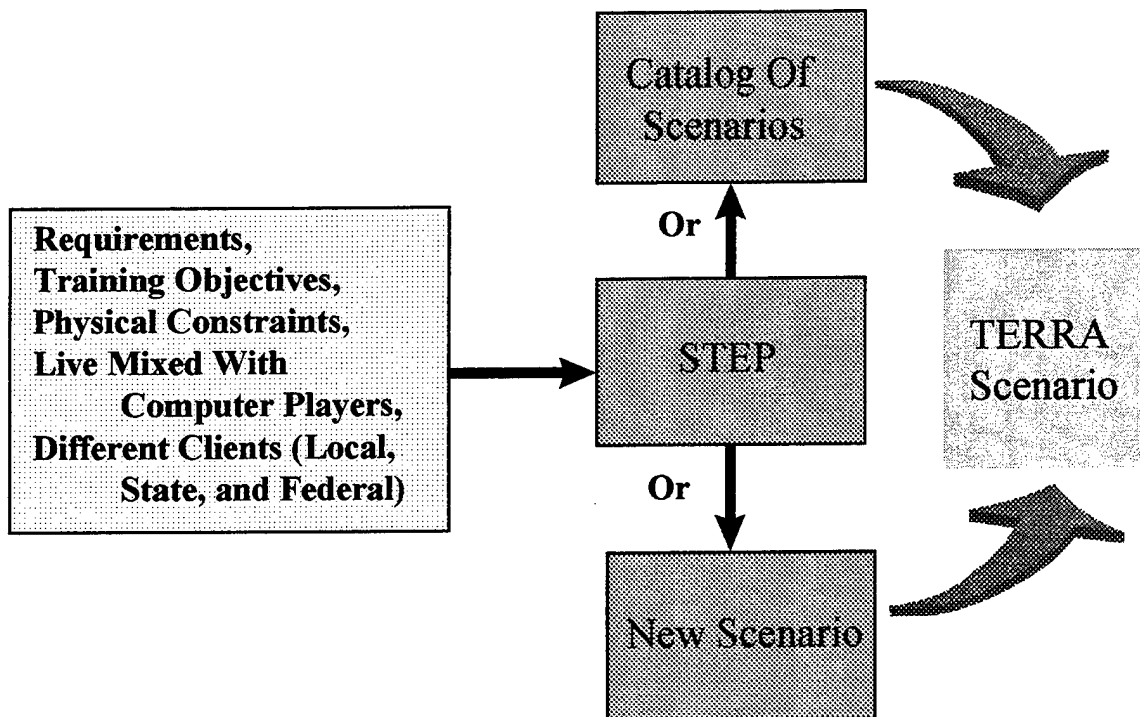 Catalog Of
Scenarios
Or
Requirements,
Training Objectives,
Physical Constraints,
Live Mixed With
Computer Players,
Different Clients (Local,
State, and Federal)
STEP
TERRA
Scenario
Or
New Scenario